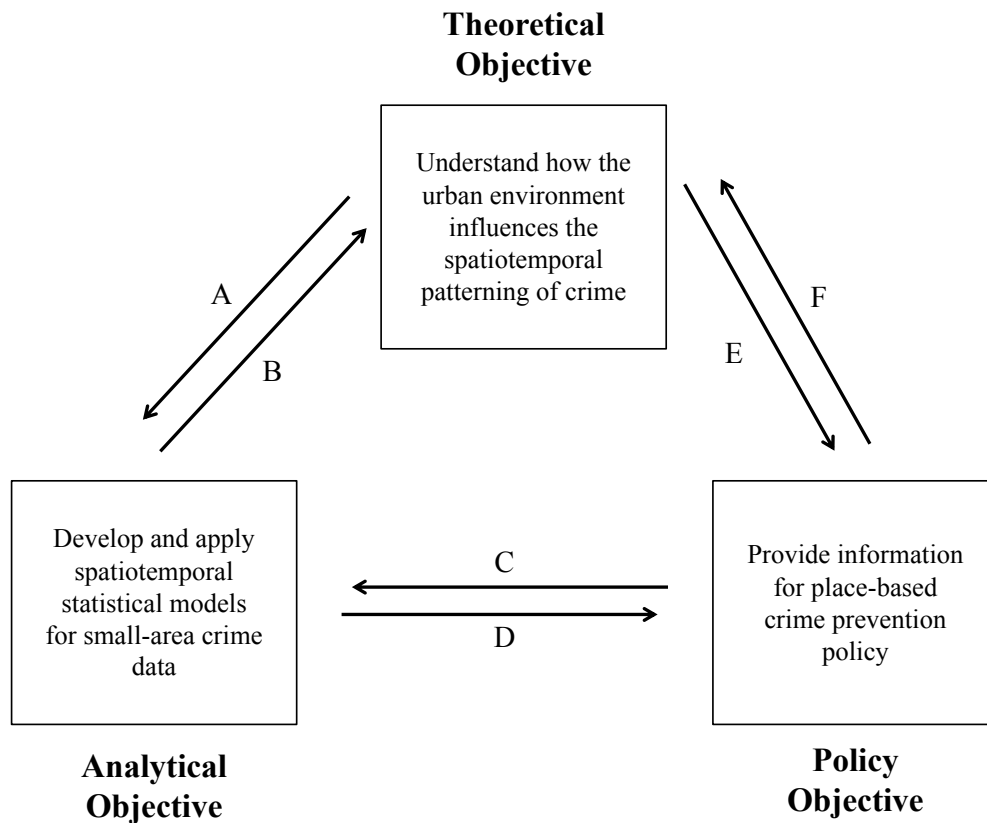 Theoretical
Objective
Understand how the
urban environment
influences the
spatiotemporal
patterning of crime
A
B
E
F
Develop and apply
spatiotemporal
statistical models
for small-area crime
data
C
D
Provide information
for place-based
crime prevention
policy
Analytical
Objective
Policy
Objective